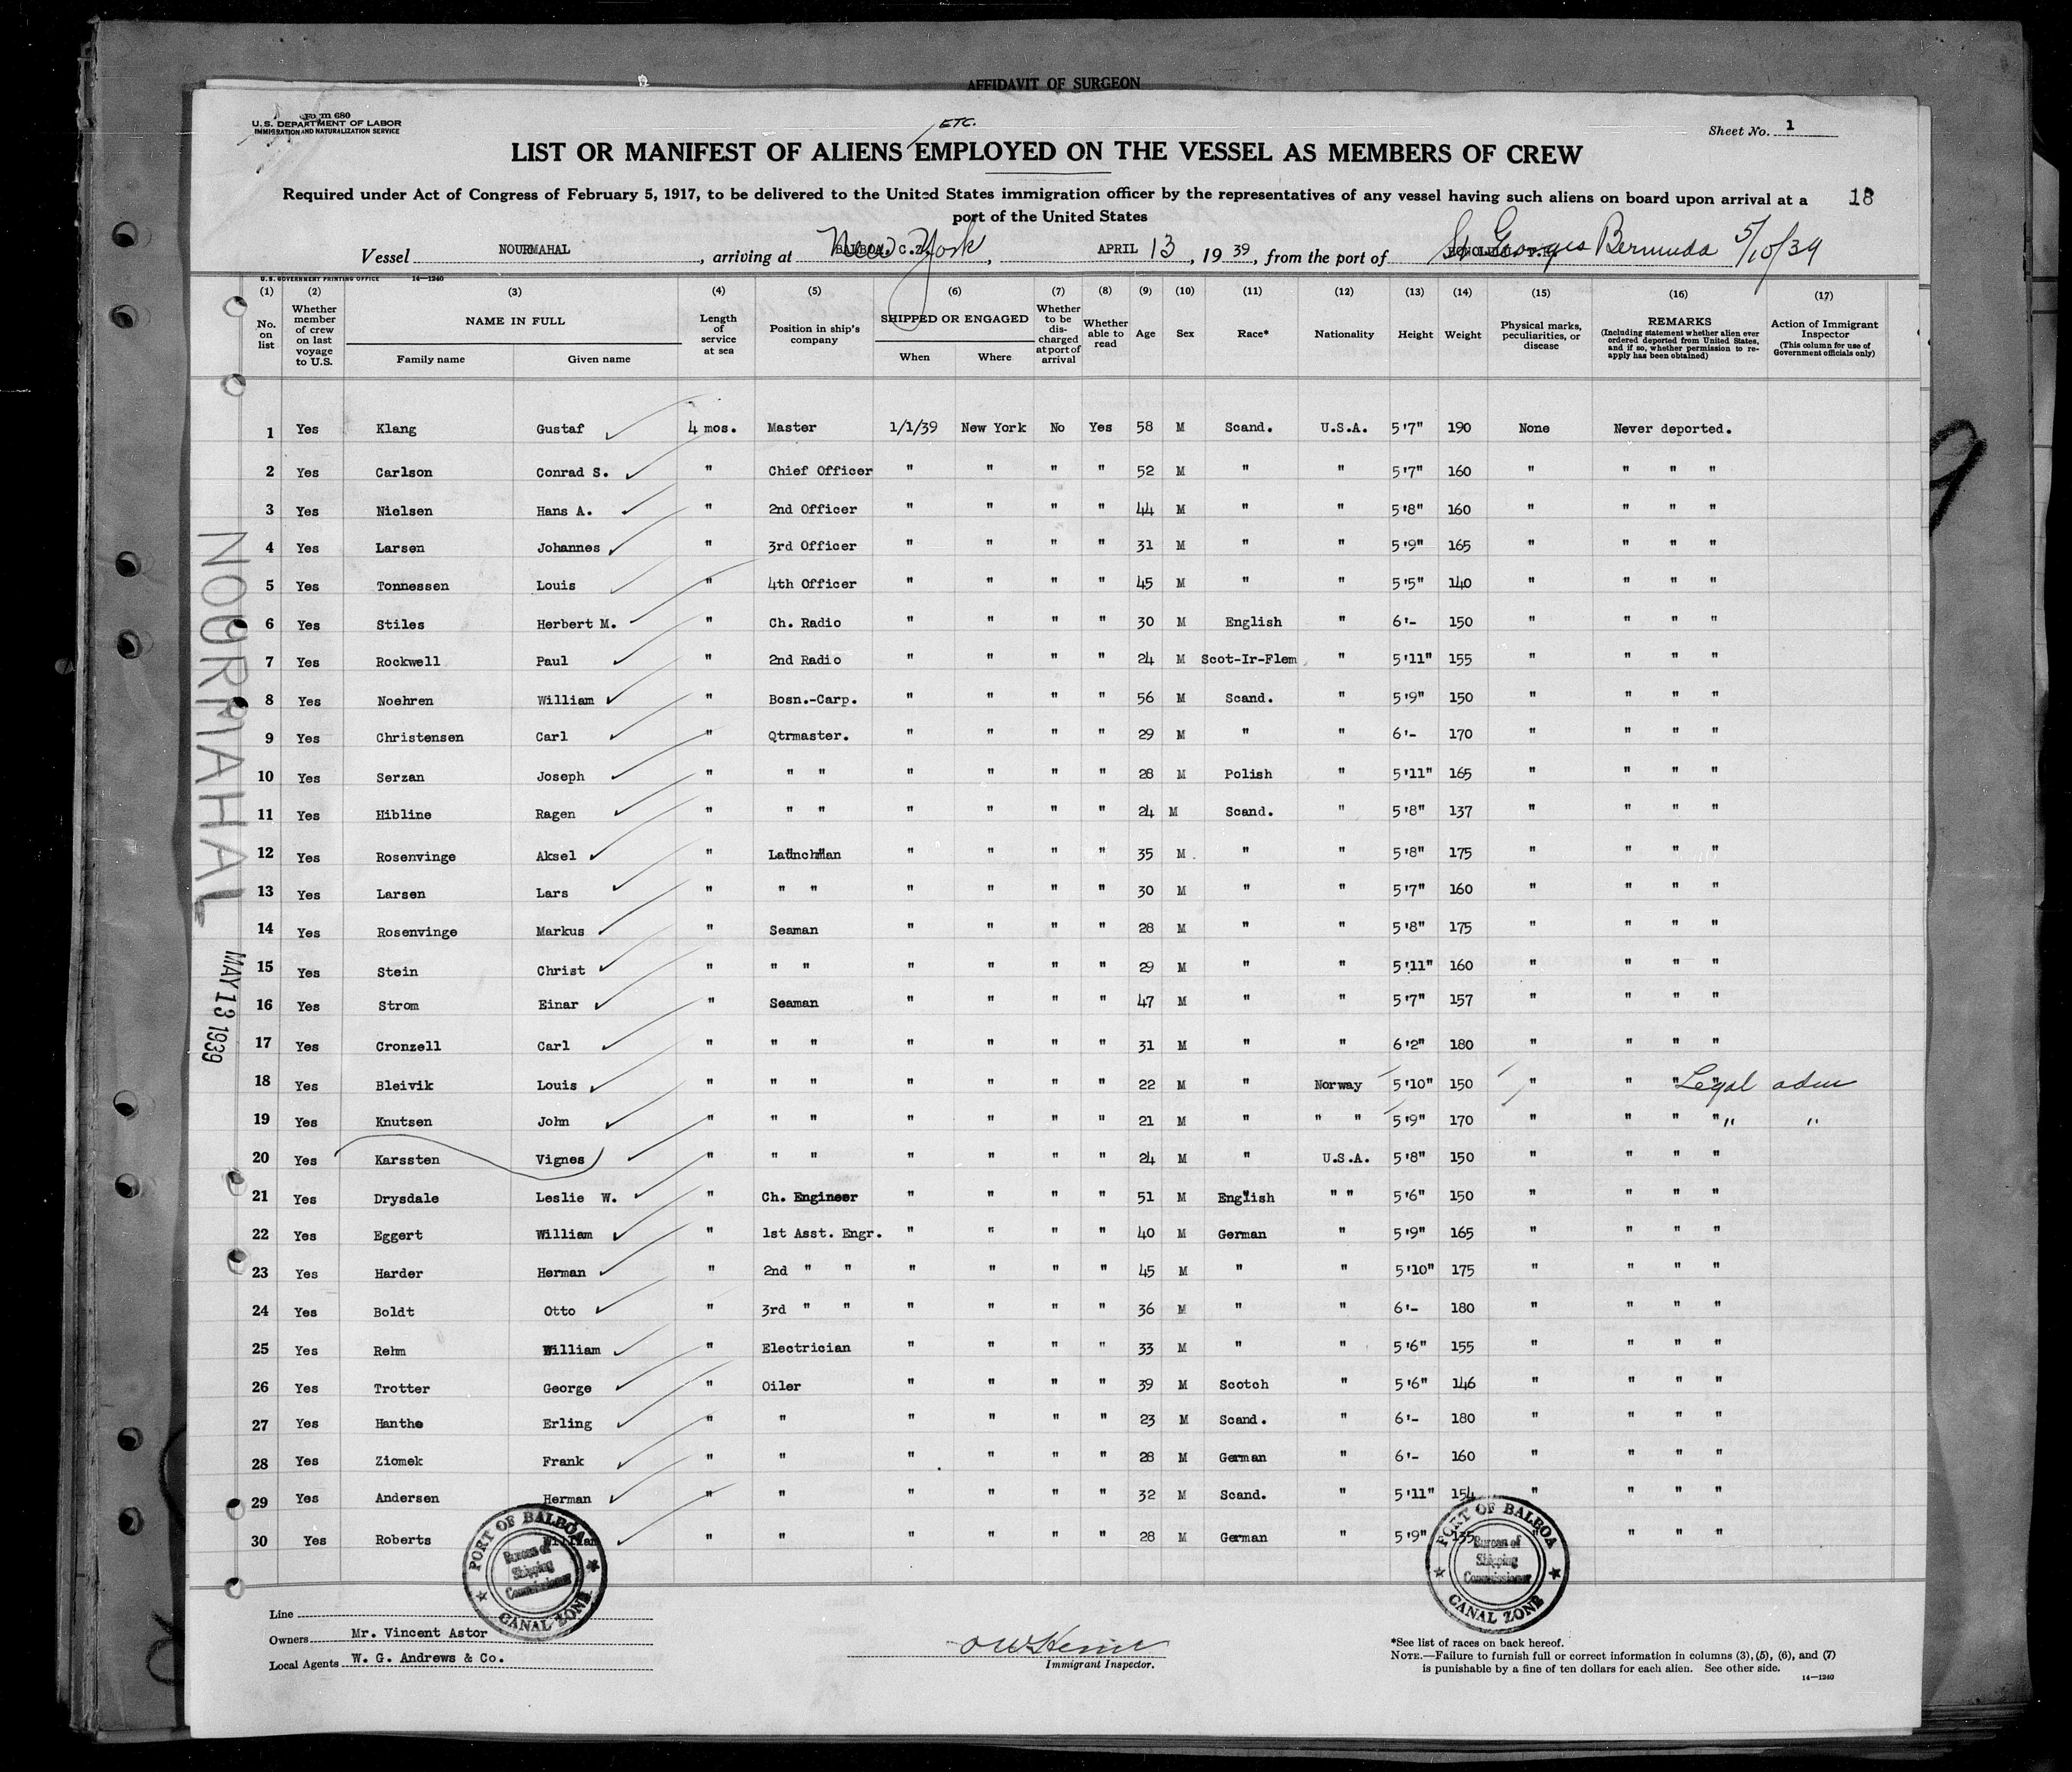 AFFIDAVIT OF SURGEON
Form 680
U.S. DEPARTMENT OF LABOR
IMMIGRATION AND NATURALIZATION SERVICE
Sheet No. 1
ETC.
LIST OR MANIFEST OF ALIENS EMPLOYED ON THE VESSEL AS MEMBERS OF CREW
Required under Act of Congress of February 5, 1917, to be delivered to the United States immigration officer by the representatives of any vessel having such aliens on board upon arrival at a
port of the United States
18
Vessel NOURMAHAL, arriving at BALBOA C.Z. New York, APRIL 13, 1939, from the port of St Georges Bermuda 5/10/39
U.S. GOVERNMENT PRINTING OFFICE 14—1240
(1) (2) (3) (4) (5) (6) (7) (8) (9) (10) (11) (12) (13) (14) (15) (16) (17)
No. on list
Whether member of crew on last voyage to U.S.
NAME IN FULL
Family name Given name
Length of service at sea
Position in ship's company
SHIPPED OR ENGAGED
When Where
Whether to be discharged at port of arrival
Whether able to read
Age
Sex
Race*
Nationality
Height
Weight
Physical marks, peculiarities, or disease
REMARKS
(Including statement whether alien ever ordered deported from United States, and if so, whether permission to reapply has been obtained)
Action of Immigrant Inspector
(This column for use of Government officials only)
1 Yes Klang Gustaf 4 mos. Master 1/1/39 New York No Yes 58 M Scand. U.S.A. 5'7" 190 None Never deported.
2 Yes Carlson Conrad S. " Chief Officer " " " " 52 M " " 5'7" 160 " " " "
3 Yes Nielsen Hans A. " 2nd Officer " " " " 44 M " " 5'8" 160 " " " "
4 Yes Larsen Johannes " 3rd Officer " " " " 31 M " " 5'9" 165 " " " "
5 Yes Tonnessen Louis " 4th Officer " " " " 45 M " " 5'5" 140 " " " "
6 Yes Stiles Herbert M. " Ch. Radio " " " " 30 M English " 6'- 150 " " " "
7 Yes Rockwell Paul " 2nd Radio " " " " 24 M Scot-Ir-Flem " 5'11" 155 " " " "
8 Yes Noehren William " Bosn.-Carp. " " " " 56 M Scand. " 5'9" 150 " " " "
9 Yes Christensen Carl " Qtrmaster. " " " " 29 M " " 6'- 170 " " " "
10 Yes Serzan Joseph " " " " " " " 28 M Polish " 5'11" 165 " " " "
11 Yes Hibline Ragen " " " " " " " 24 M Scand. " 5'8" 137 " " " "
12 Yes Rosenvinge Aksel " Launchman " " " " 35 M " " 5'8" 175 " " " "
13 Yes Larsen Lars " " " " " " " 30 M " " 5'7" 160 " " " "
14 Yes Rosenvinge Markus " Seaman " " " " 28 M " " 5'8" 175 " " " "
15 Yes Stein Christ " " " " " " " 29 M " " 5'11" 160 " " " "
16 Yes Strom Einar " Seaman " " " " 47 M " " 5'7" 157 " " " "
17 Yes Cronzell Carl " " " " " " " 31 M " " 6'2" 180 " " " "
18 Yes Bleivik Louis " " " " " " " 22 M " Norway 5'10" 150 " " " " Legal adm
19 Yes Knutsen John " " " " " " " 21 M " " " 5'9" 170 " " " " " "
20 Yes Karssten Vignes " " " " " " " 24 M " U.S.A. 5'8" 150 " " " "
21 Yes Drysdale Leslie W. " Ch. Engineer " " " " 51 M English " " 5'6" 150 " " " "
22 Yes Eggert William " 1st Asst. Engr. " " " " 40 M German " 5'9" 165 " " " "
23 Yes Harder Herman " 2nd " " " " " " 45 M " " 5'10" 175 " " " "
24 Yes Boldt Otto " 3rd " " " " " " 36 M " " 6'- 180 " " " "
25 Yes Rehm William " Electrician " " " " 33 M " " 5'6" 155 " " " "
26 Yes Trotter George " Oiler " " " " 39 M Scotch " 5'6" 146 " " " "
27 Yes Hanthe Erling " " " " " " 23 M Scand. " 6'- 180 " " " "
28 Yes Ziomek Frank " " " " " " 28 M German " 6'- 160 " " " "
29 Yes Andersen Herman " " " " " " 32 M Scand. " 5'11" 154 " " " "
30 Yes Roberts William " " " " " " 28 M German " 5'9" 135 " " " "
NOURMAHAL
MAY 13 1939
PORT OF BALBOA
Bureau of
Shipping
Commissioner
CANAL ZONE
PORT OF BALBOA
Bureau of
Shipping
Commissioner
CANAL ZONE
Line
Owners Mr. Vincent Astor
Local Agents W. G. Andrews & Co.
Immigrant Inspector.
*See list of races on back hereof.
NOTE.—Failure to furnish full or correct information in columns (3), (5), (6), and (7)
is punishable by a fine of ten dollars for each alien. See other side.
14—1240